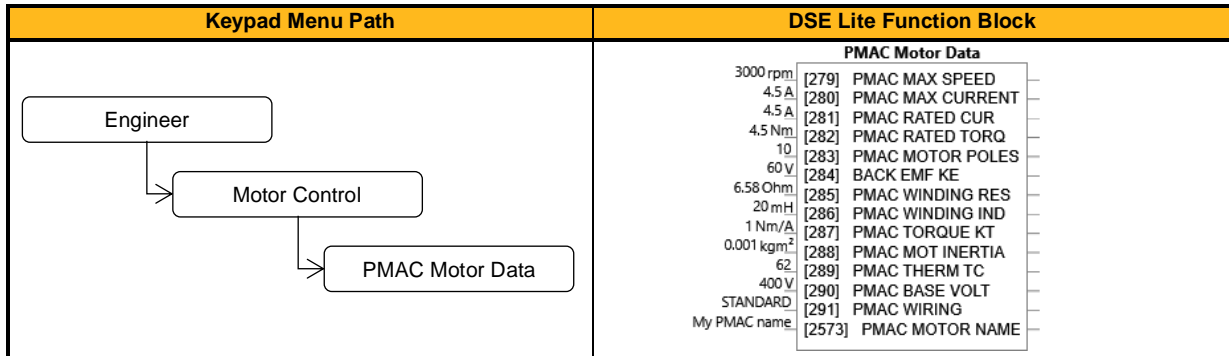 Keypad Menu Path
DSE Lite Function Block
Engineer
Motor Control
PMAC Motor Data
PMAC Motor Data
3000 rpm [279] PMAC MAX SPEED
4.5 A [280] PMAC MAX CURRENT
4.5 A [281] PMAC RATED CUR
4.5 Nm [282] PMAC RATED TORQ
10 [283] PMAC MOTOR POLES
60 V [284] BACK EMF KE
6.58 Ohm [285] PMAC WINDING RES
20 mH [286] PMAC WINDING IND
1 Nm/A [287] PMAC TORQUE KT
0.001 kgm² [288] PMAC MOT INERTIA
62 [289] PMAC THERM TC
400 V [290] PMAC BASE VOLT
STANDARD [291] PMAC WIRING
My PMAC name [2573] PMAC MOTOR NAME